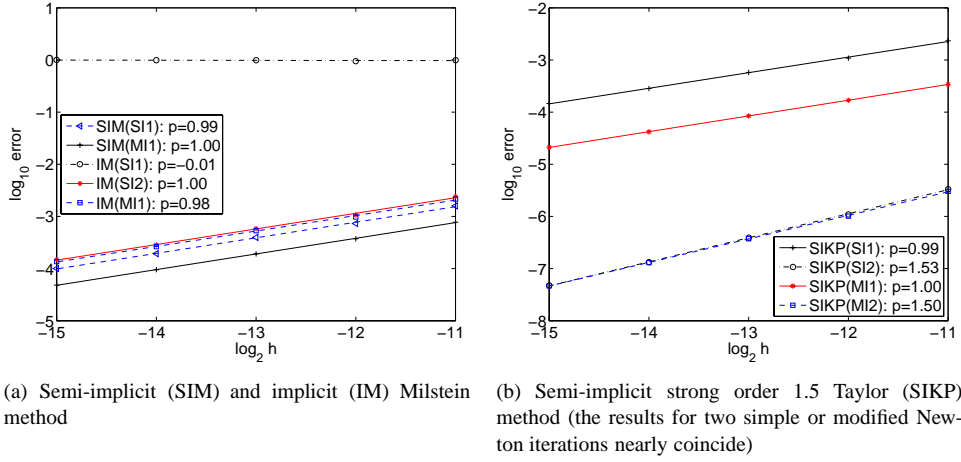 1
0
−1
−2
−3
−4
−5
log10 error
SIM(SI1): p=0.99
SIM(MI1): p=1.00
IM(SI1): p=−0.01
IM(SI2): p=1.00
IM(MI1): p=0.98
−15 −14 −13 −12 −11
log2 h
(a) Semi-implicit (SIM) and implicit (IM) Milstein
method
−2
−3
−4
−5
−6
−7
−8
log10 error
SIKP(SI1): p=0.99
SIKP(SI2): p=1.53
SIKP(MI1): p=1.00
SIKP(MI2): p=1.50
−15 −14 −13 −12 −11
log2 h
(b) Semi-implicit strong order 1.5 Taylor (SIKP)
method (the results for two simple or modified New-
ton iterations nearly coincide)